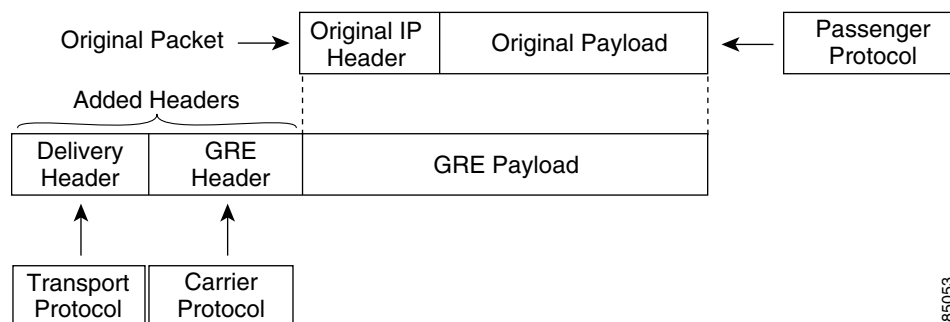 Original Packet
Original IP
Header
Original Payload
Passenger
Protocol
Added Headers
Delivery
Header
GRE
Header
GRE Payload
Transport
Protocol
Carrier
Protocol
95053